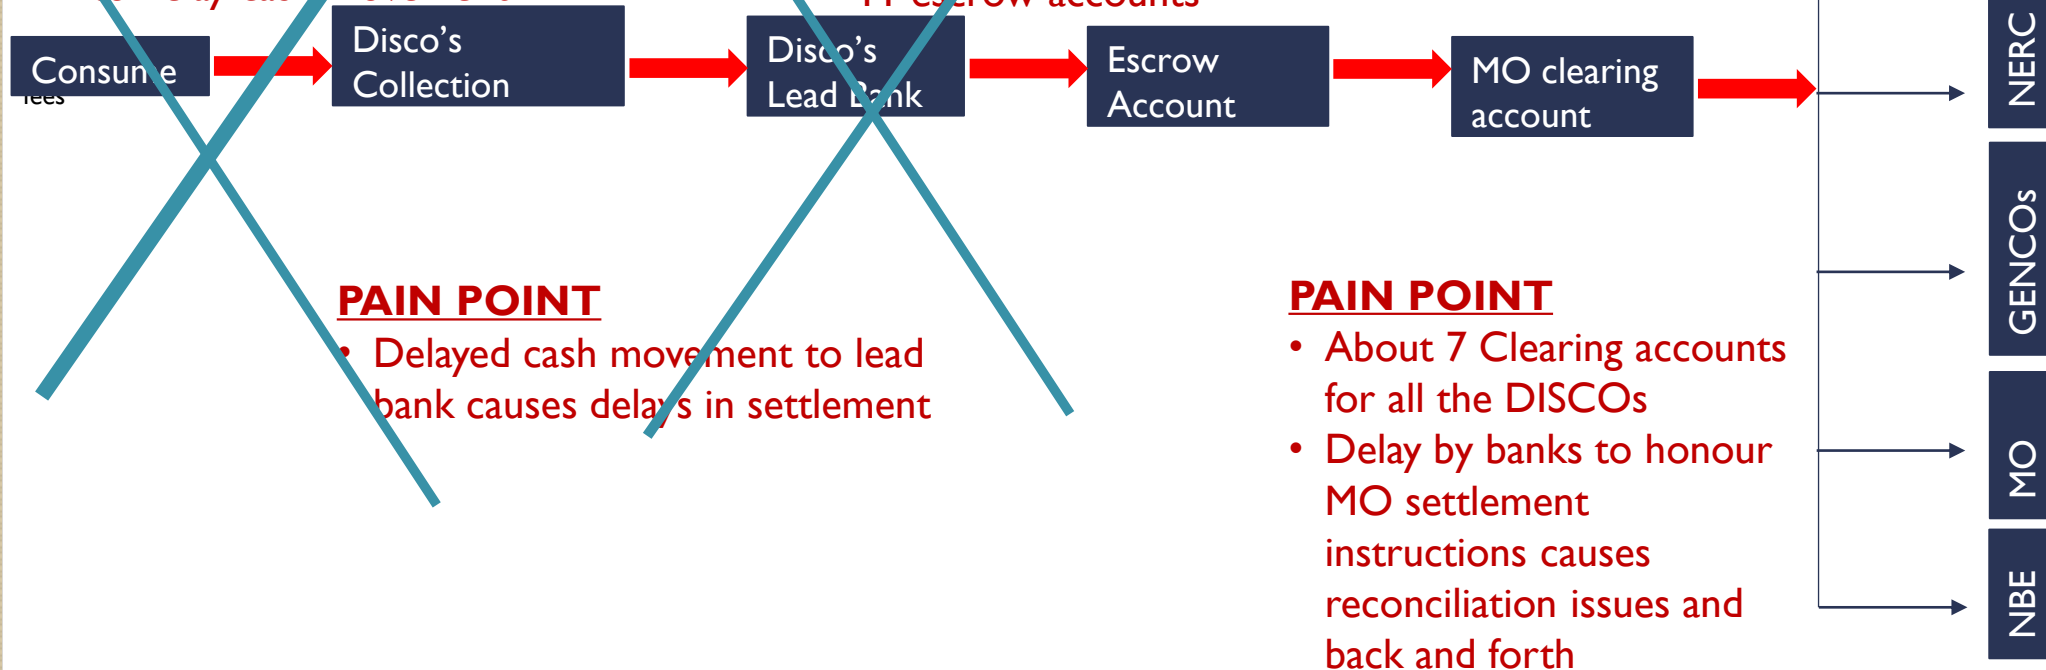 escrow accounts
Consume
fees
Disco's
Collection
Disco's
Lead Bank
Escrow
Account
MO clearing
account
NERC
GENCOs
MO
NBE
PAIN POINT
• Delayed cash movement to lead
bank causes delays in settlement
PAIN POINT
• About 7 Clearing accounts
for all the DISCOs
• Delay by banks to honour
MO settlement
instructions causes
reconciliation issues and
back and forth